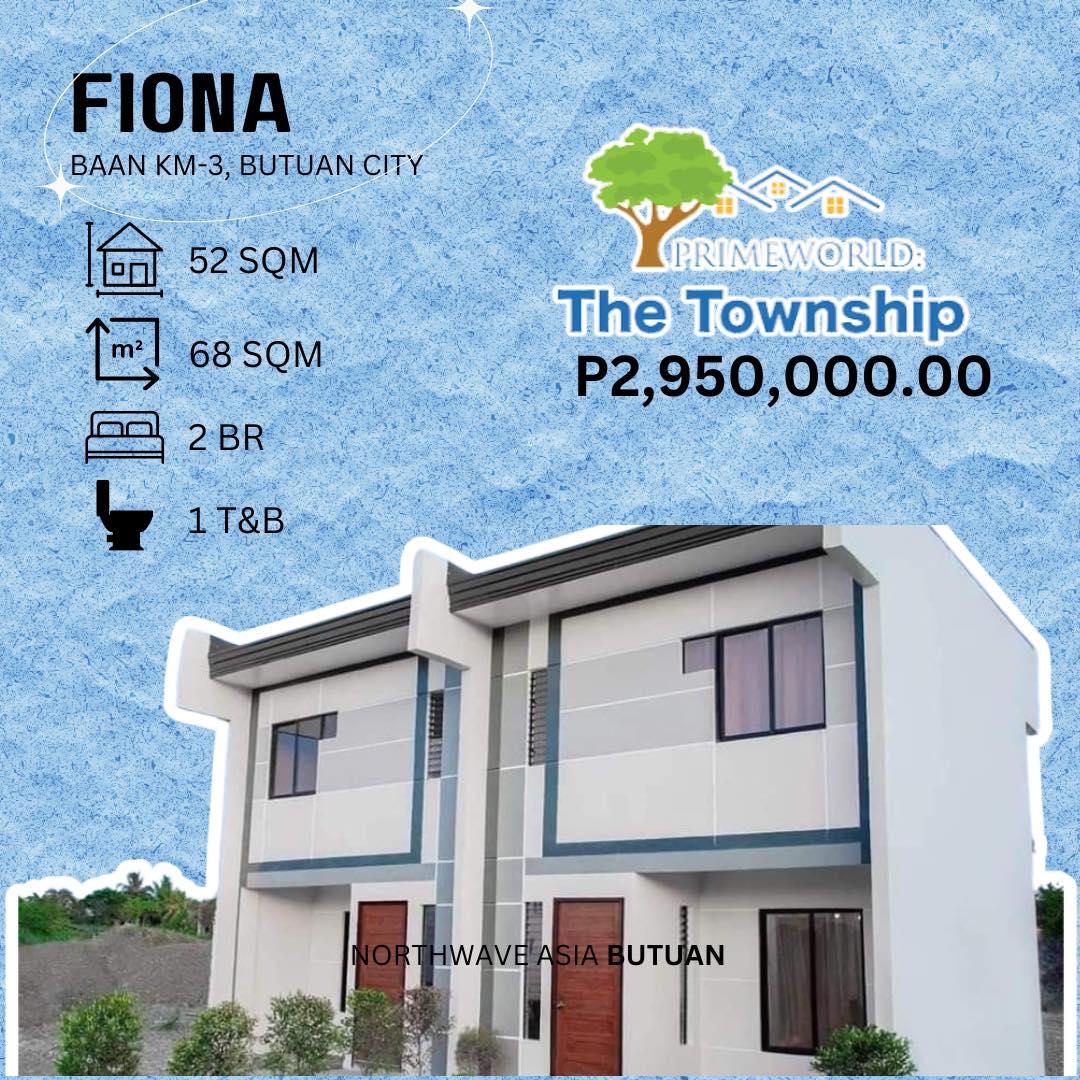 FIONA
BAAN KM-3, BUTUAN CITY
52 SQM
m²
68 SQM
2 BR
1 T&B
PRIMEWORLD:
The Township
P2,950,000.00
NORTHWAVE ASIA BUTUAN